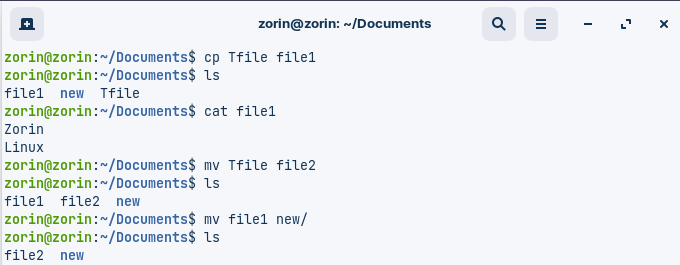 zorin@zorin: ~/Documents
zorin@zorin:~/Documents$ cp Tfile file1
zorin@zorin:~/Documents$ ls
file1  new  Tfile
zorin@zorin:~/Documents$ cat file1
Zorin
Linux
zorin@zorin:~/Documents$ mv Tfile file2
zorin@zorin:~/Documents$ ls
file1  file2  new
zorin@zorin:~/Documents$ mv file1 new/
zorin@zorin:~/Documents$ ls
file2  new